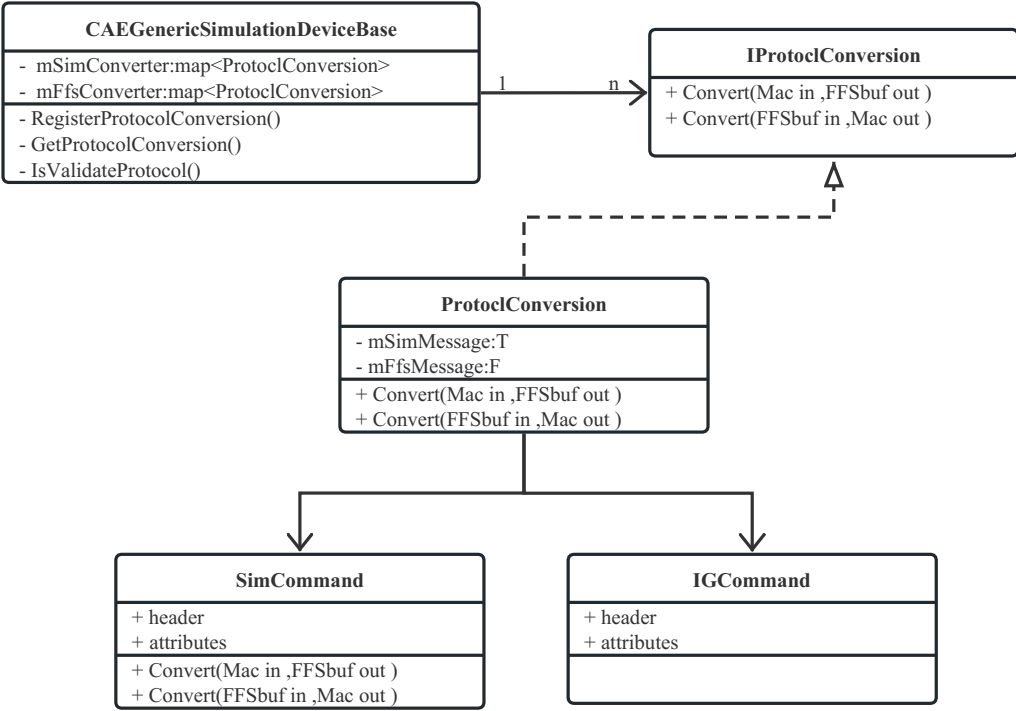 CAEGenericSimulationDeviceBase
- mSimConverter:map<ProtoclConversion>
- mFfsConverter:map<ProtoclConversion>
- RegisterProtocolConversion()
- GetProtocolConversion()
- IsValidateProtocol()
1
n
IProtoclConversion
+ Convert(Mac in ,FFSbuf out )
+ Convert(FFSbuf in ,Mac out )
ProtoclConversion
- mSimMessage:T
- mFfsMessage:F
+ Convert(Mac in ,FFSbuf out )
+ Convert(FFSbuf in ,Mac out )
SimCommand
+ header
+ attributes
+ Convert(Mac in ,FFSbuf out )
+ Convert(FFSbuf in ,Mac out )
IGCommand
+ header
+ attributes